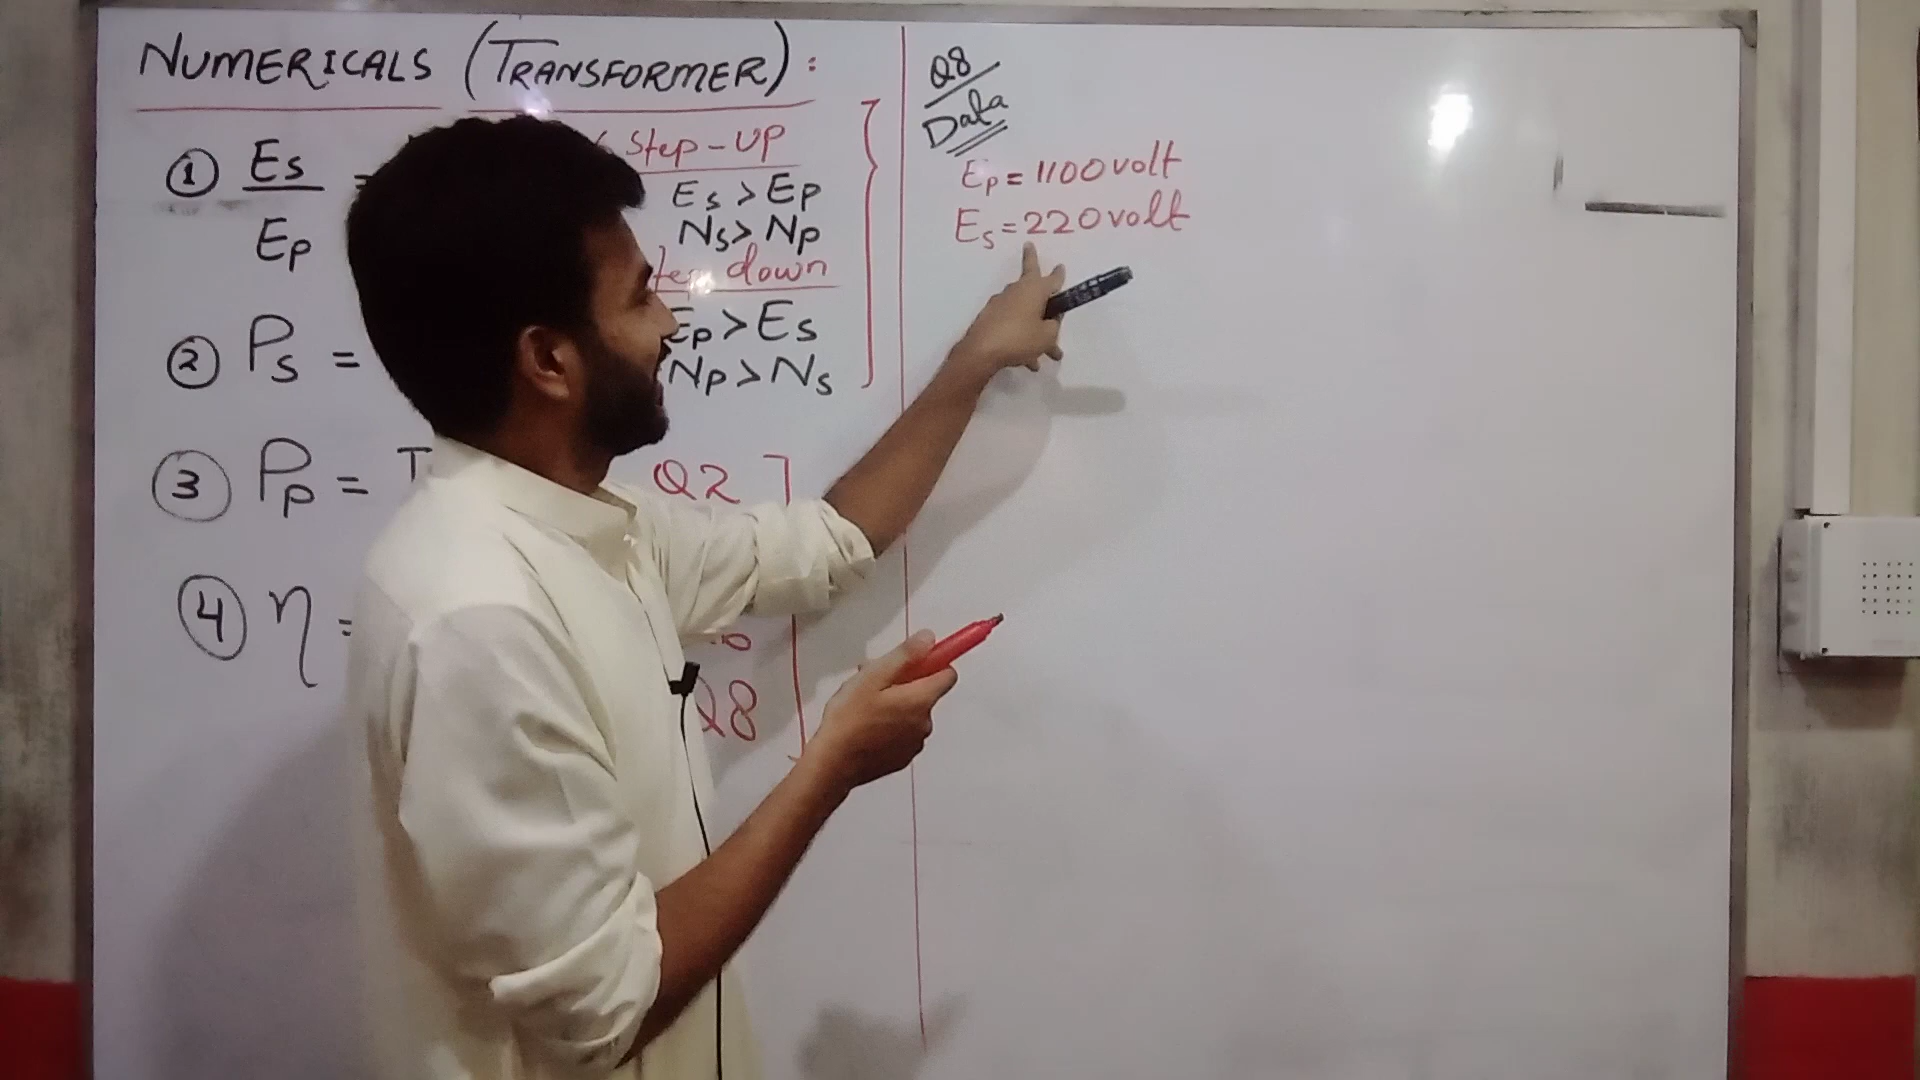 NUMERICALS (TRANSFORMER):
① Es =
Ep
Step-UP
Es > Ep
Ns > Np
down
Ep > Es
Np > Ns
② Ps =
③ Pp =
④ η =
Q2
Q8
Q8
Data
Ep = 1100 volt
Es = 220 volt